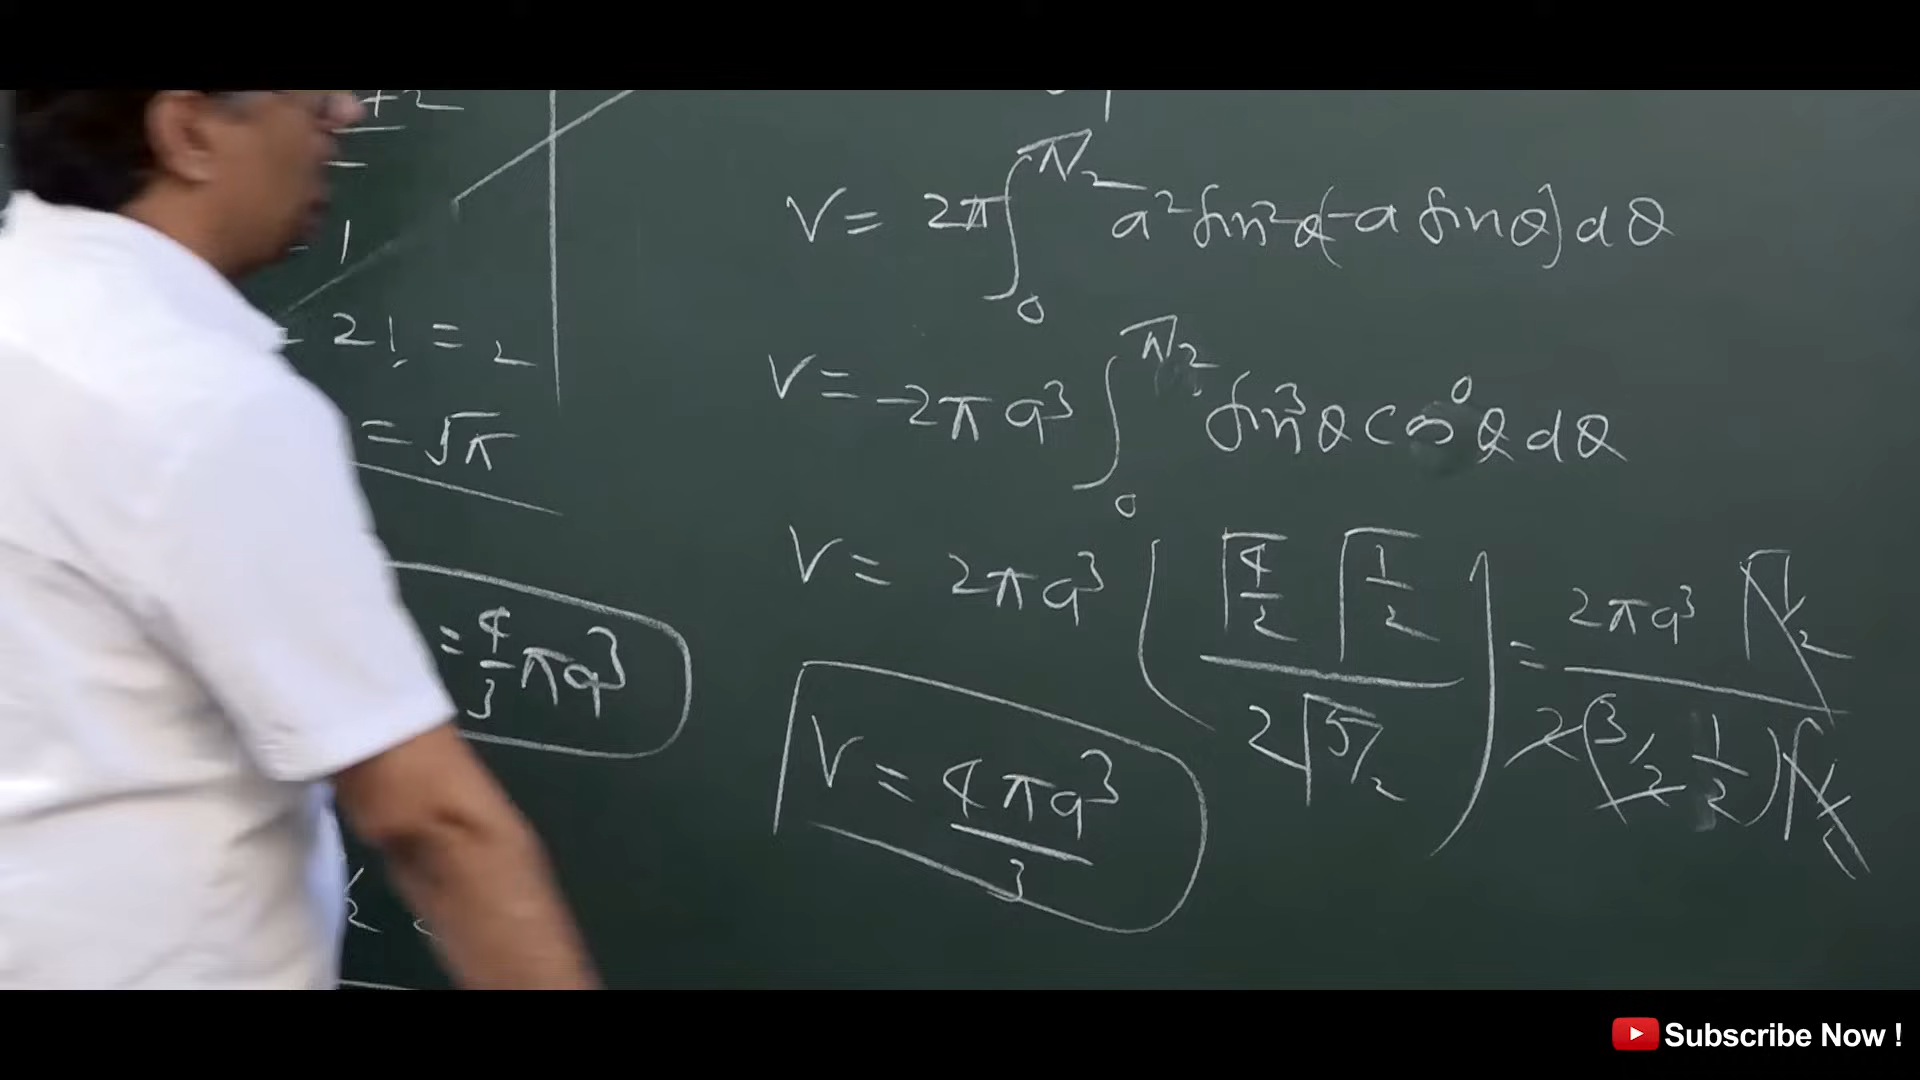 +2
= 1
2! = 2
= √π
= 4/3 πa³
V = 2π ∫₀^(π/2) a² sin²θ (-a sinθ) dθ
V = -2πa³ ∫₀^(π/2) sin³θ cos⁰θ dθ
V = 2πa³ ( Γ(4/2) Γ(1/2) / 2Γ(5/2) ) = 2πa³ Γ(1/2) / 2(3/2 1/2) Γ(1/2)
V = 4πa³/3
Subscribe Now !